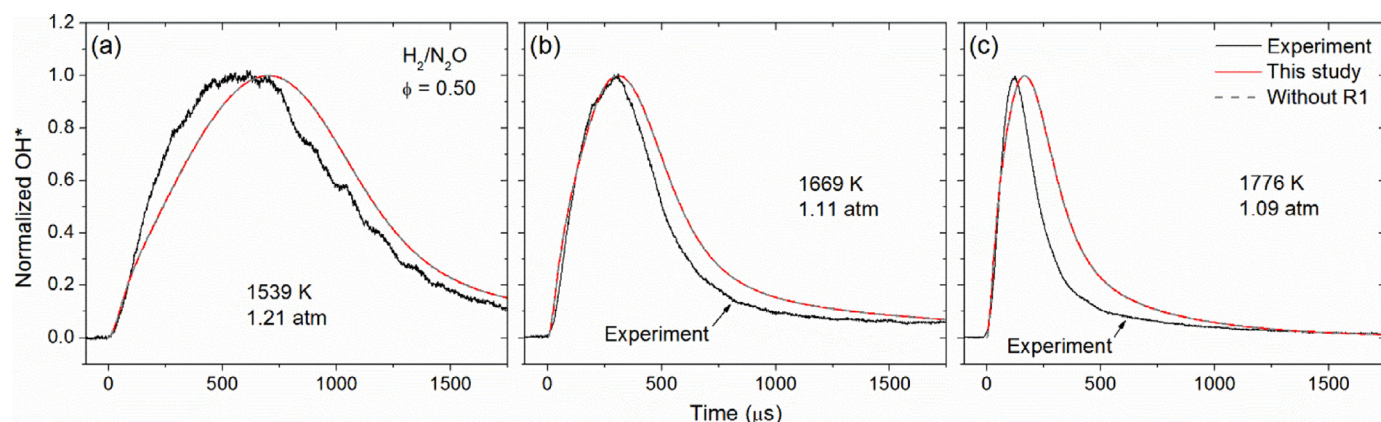 Normalized OH*
1.2
1.0
0.8
0.6
0.4
0.2
0.0
(a)
H₂/N₂O
ϕ = 0.50
1539 K
1.21 atm
0 500 1000 1500
(b)
1669 K
1.11 atm
Experiment
0 500 1000 1500
(c)
Experiment
This study
Without R1
1776 K
1.09 atm
Experiment
0 500 1000 1500
Time (μs)